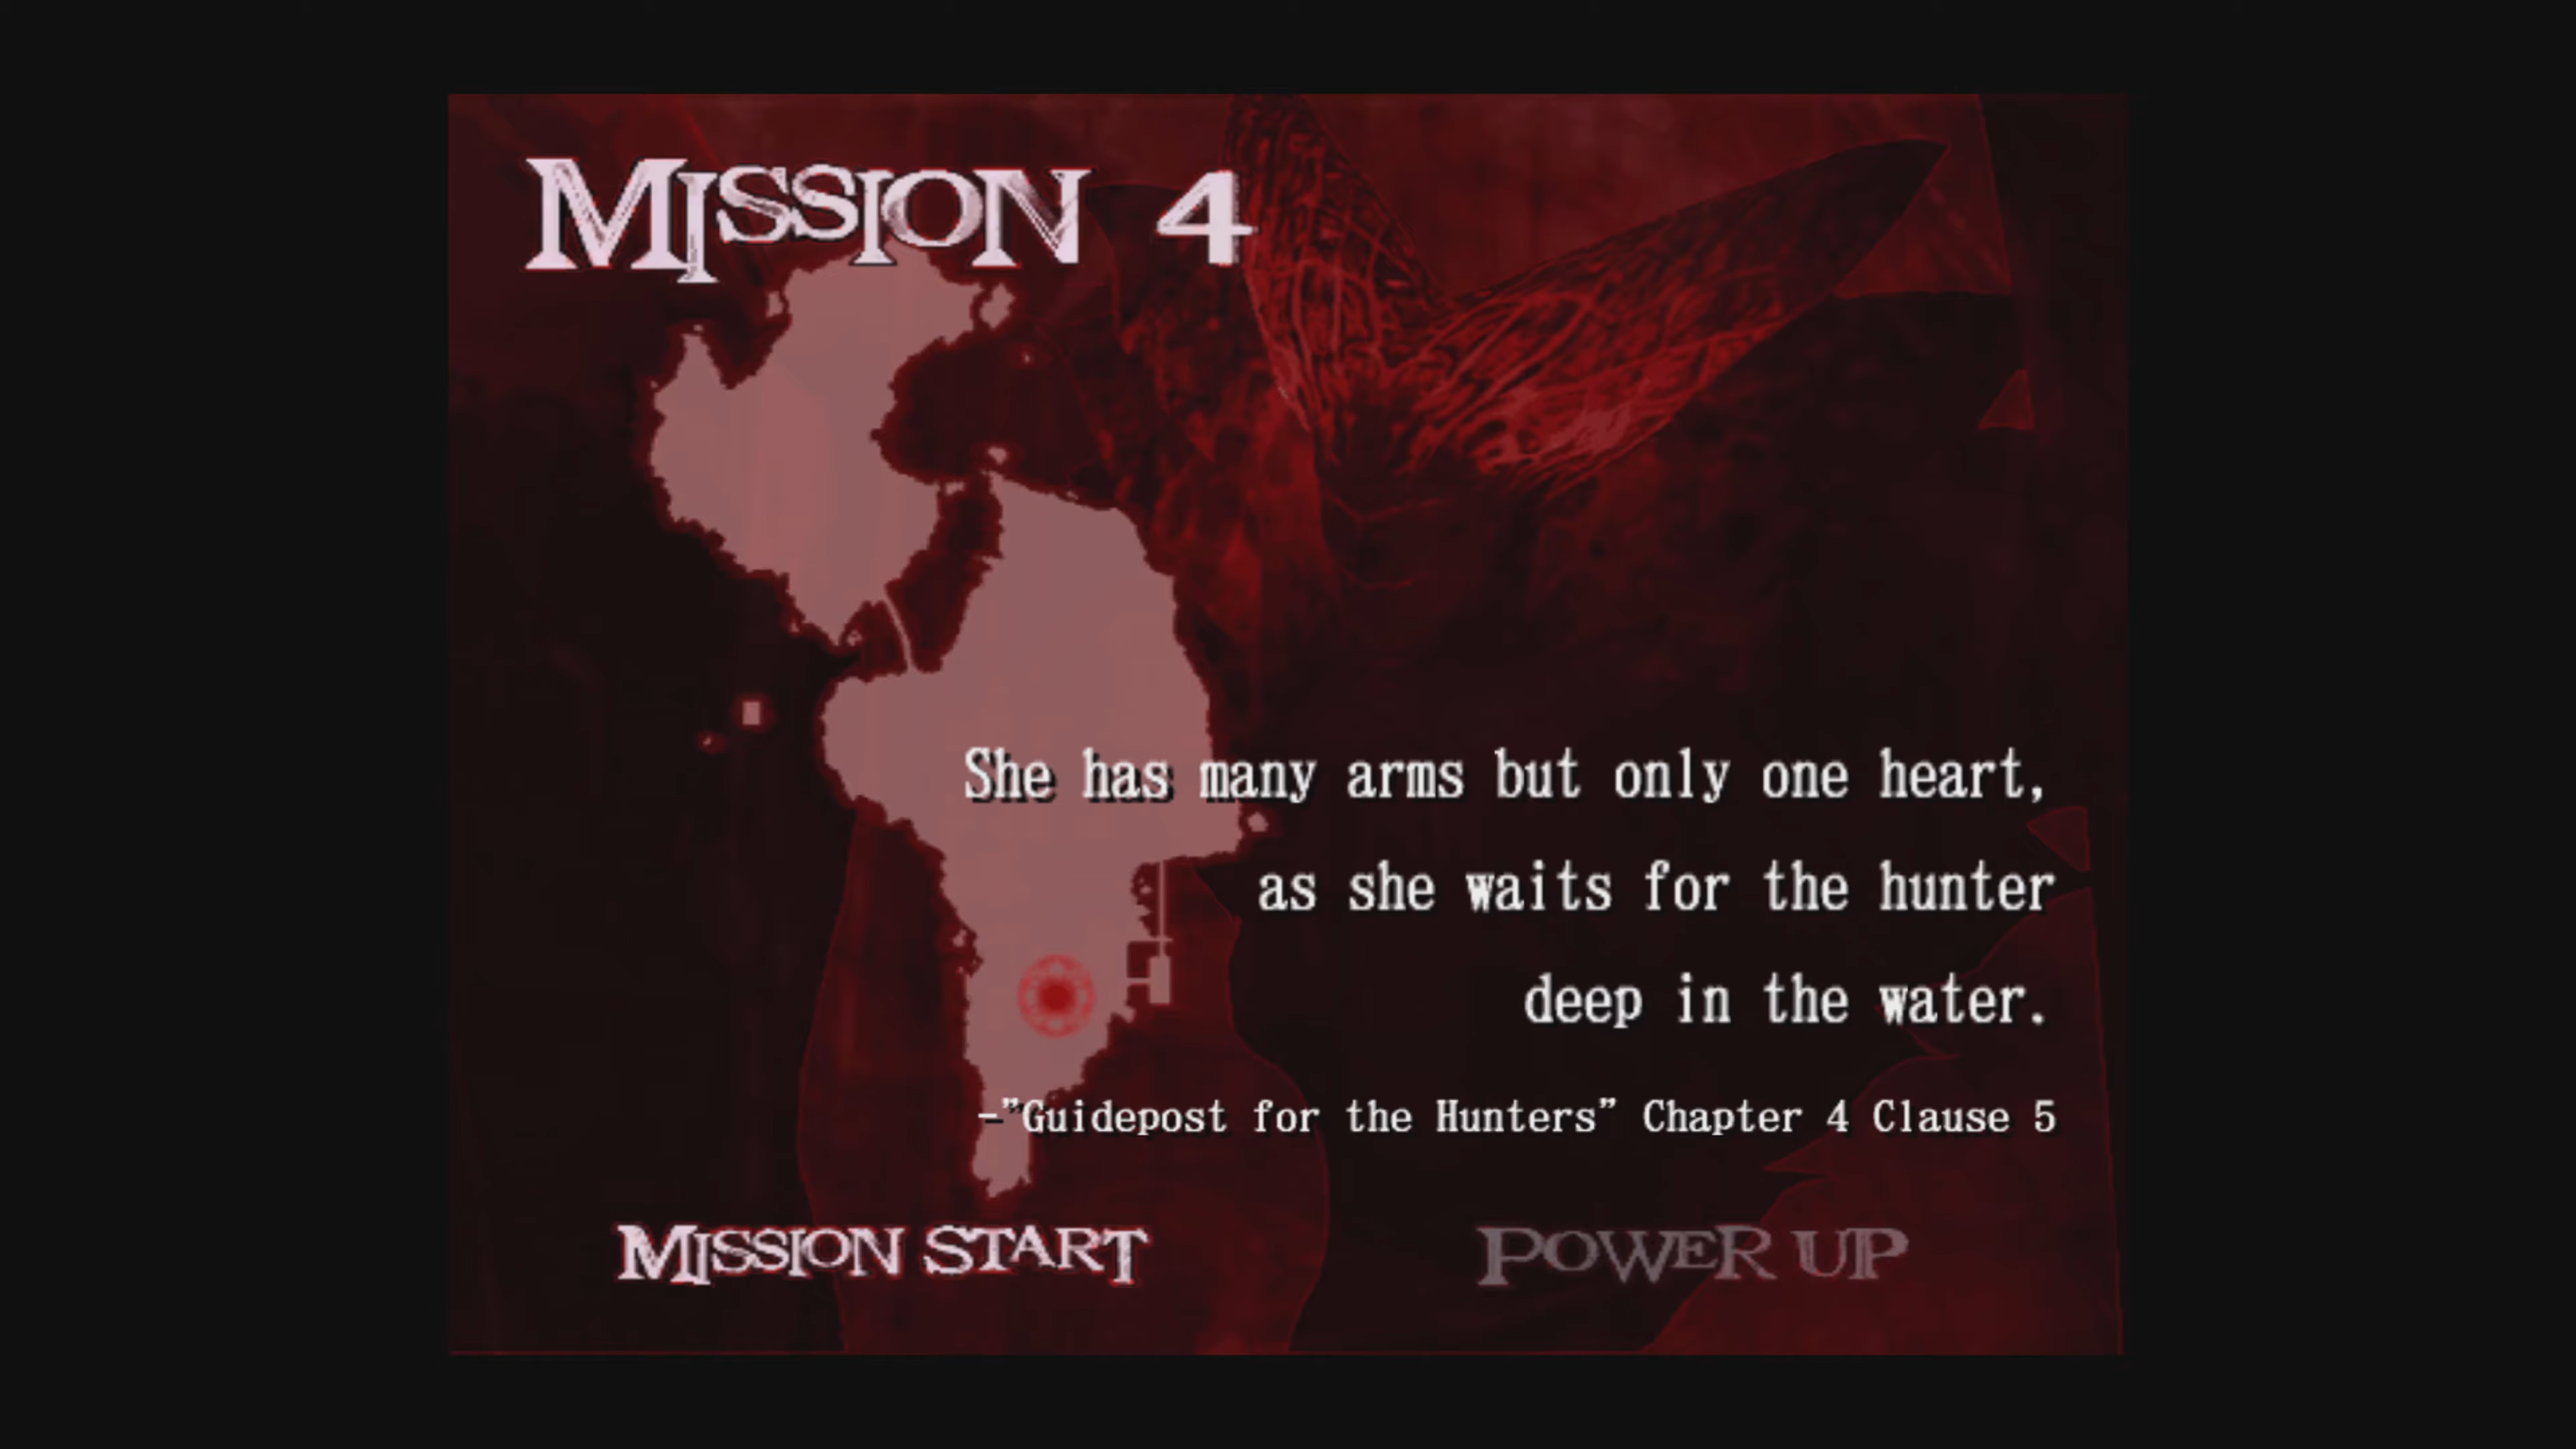 MISSION 4
She has many arms but only one heart,
as she waits for the hunter
deep in the water.
-"Guidepost for the Hunters" Chapter 4 Clause 5
MISSION START
POWER UP